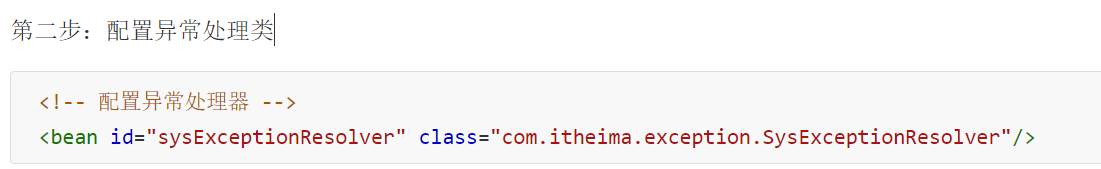 第二步：配置异常处理类
<!-- 配置异常处理器 -->
<bean id="sysExceptionResolver" class="com.itheima.exception.SysExceptionResolver"/>